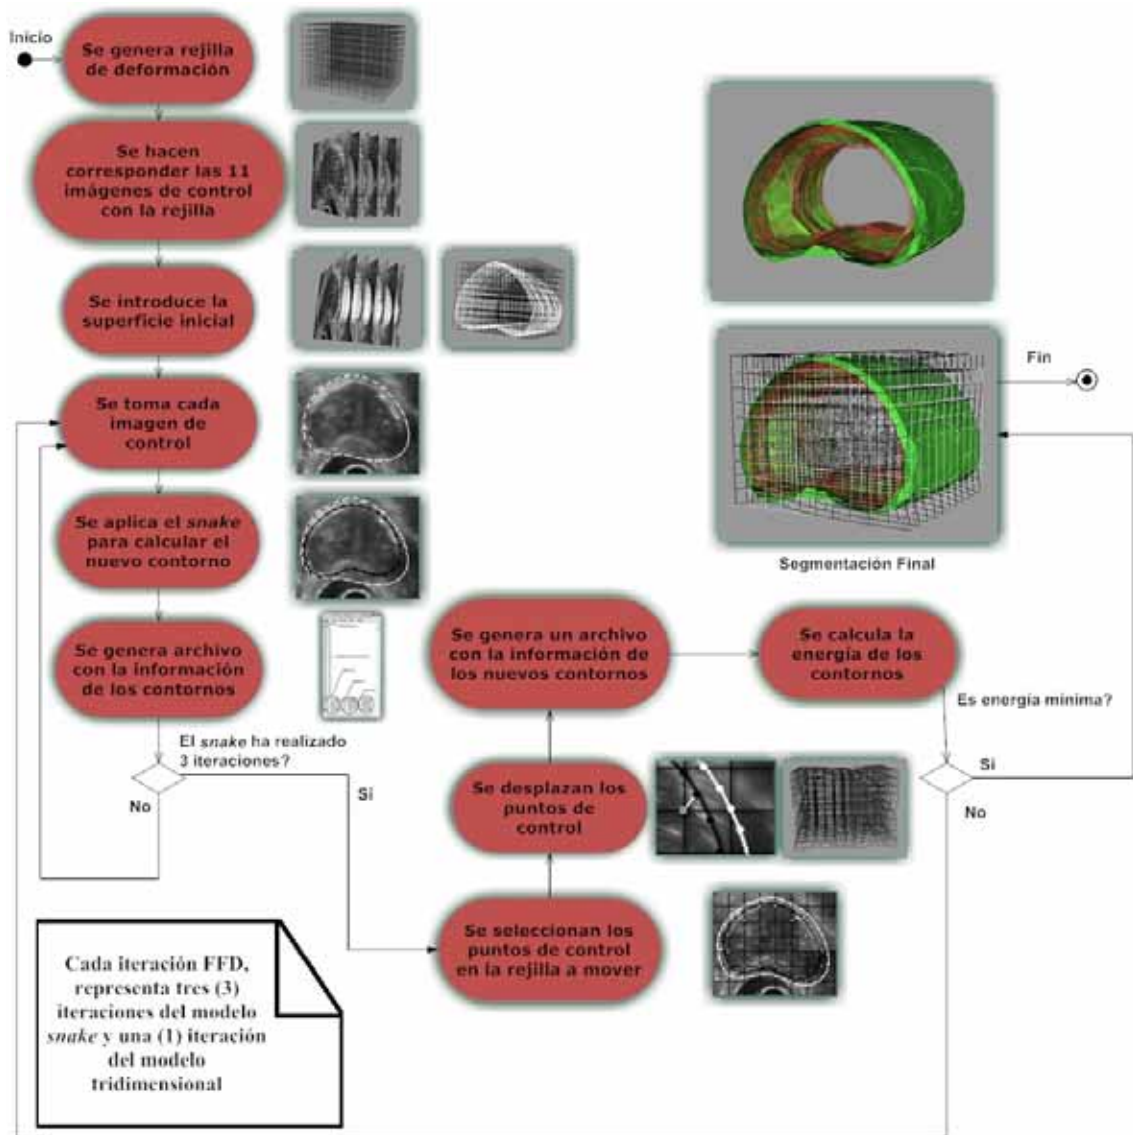 Inicio
Se genera rejilla
de deformación
Se hacen
corresponder las 11
imágenes de control
con la rejilla
Se introduce la
superficie inicial
Se toma cada
imagen de
control
Se aplica el snake
para calcular el
nuevo contorno
Se genera archivo
con la información
de los contornos
El snake ha realizado
3 iteraciones?
No
Si
Se seleccionan los
puntos de control
en la rejilla a mover
Se desplazan los
puntos de
control
Se genera un archivo
con la información de
los nuevos contornos
Se calcula la
energía de los
contornos
Es energía mínima?
Si
No
Segmentación Final
Fin
Cada iteración FFD,
representa tres (3)
iteraciones del modelo
snake y una (1) iteración
del modelo
tridimensional